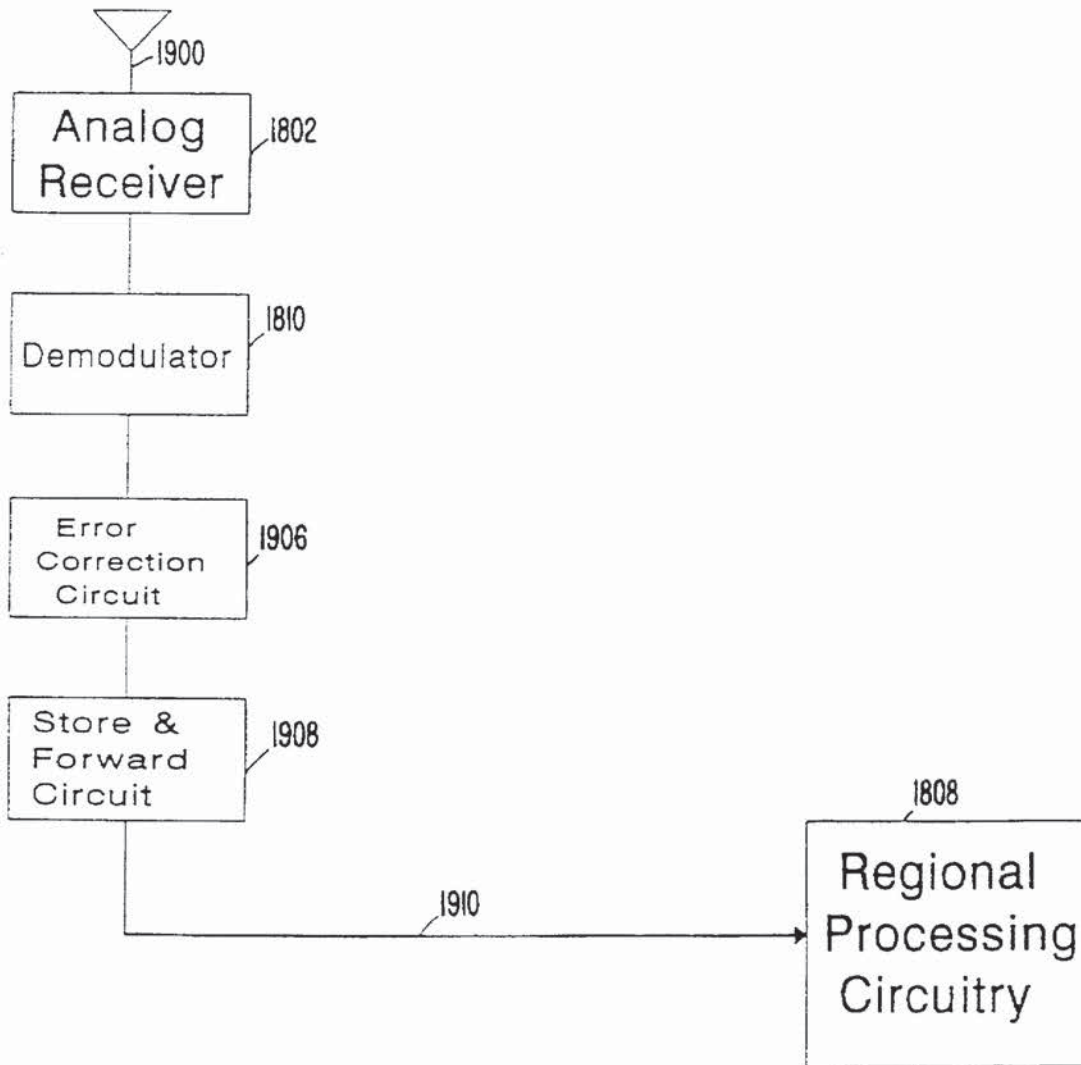 1900
Analog
Receiver
1802
Demodulator
1810
Error
Correction
Circuit
1906
Store &
Forward
Circuit
1908
1910
1808
Regional
Processing
Circuitry